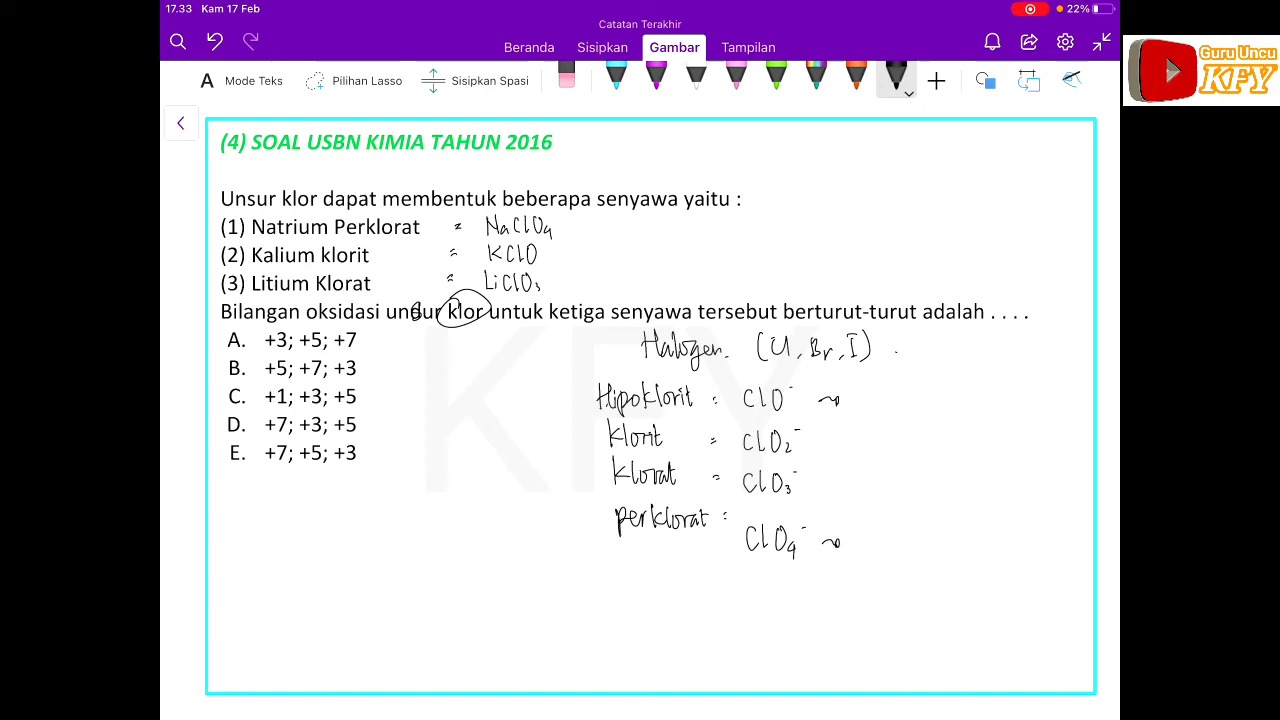 17.33 Kam 17 Feb
22%
Catatan Terakhir
Beranda Sisipkan Gambar Tampilan
A Mode Teks Pilihan Lasso Sisipkan Spasi
Guru Uncu
KFY
(4) SOAL USBN KIMIA TAHUN 2016
Unsur klor dapat membentuk beberapa senyawa yaitu :
(1) Natrium Perklorat = NaClO4
(2) Kalium klorit = KClO
(3) Litium Klorat = LiClO3
Bilangan oksidasi undur klor untuk ketiga senyawa tersebut berturut-turut adalah . . . .
A. +3; +5; +7
B. +5; +7; +3
C. +1; +3; +5
D. +7; +3; +5
E. +7; +5; +3
Halogen. (Cl, Br, I)
Hipoklorit = ClO⁻
klorit = ClO2⁻
klorat = ClO3⁻
perklorat = ClO4⁻
KFY